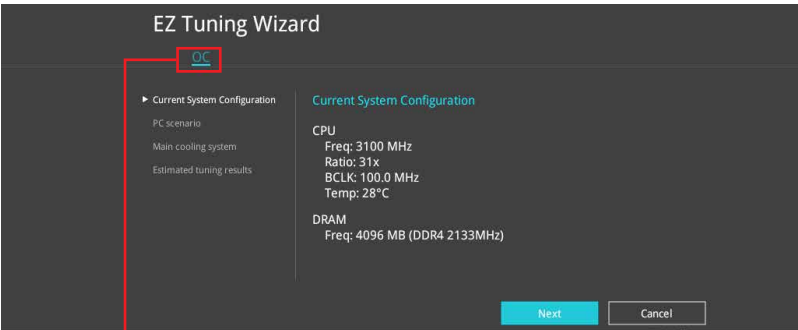 EZ Tuning Wizard
OC
Current System Configuration
PC scenario
Main cooling system
Estimated tuning results
Current System Configuration
CPU
Freq: 3100 MHz
Ratio: 31x
BCLK: 100.0 MHz
Temp: 28°C
DRAM
Freq: 4096 MB (DDR4 2133MHz)
Next
Cancel